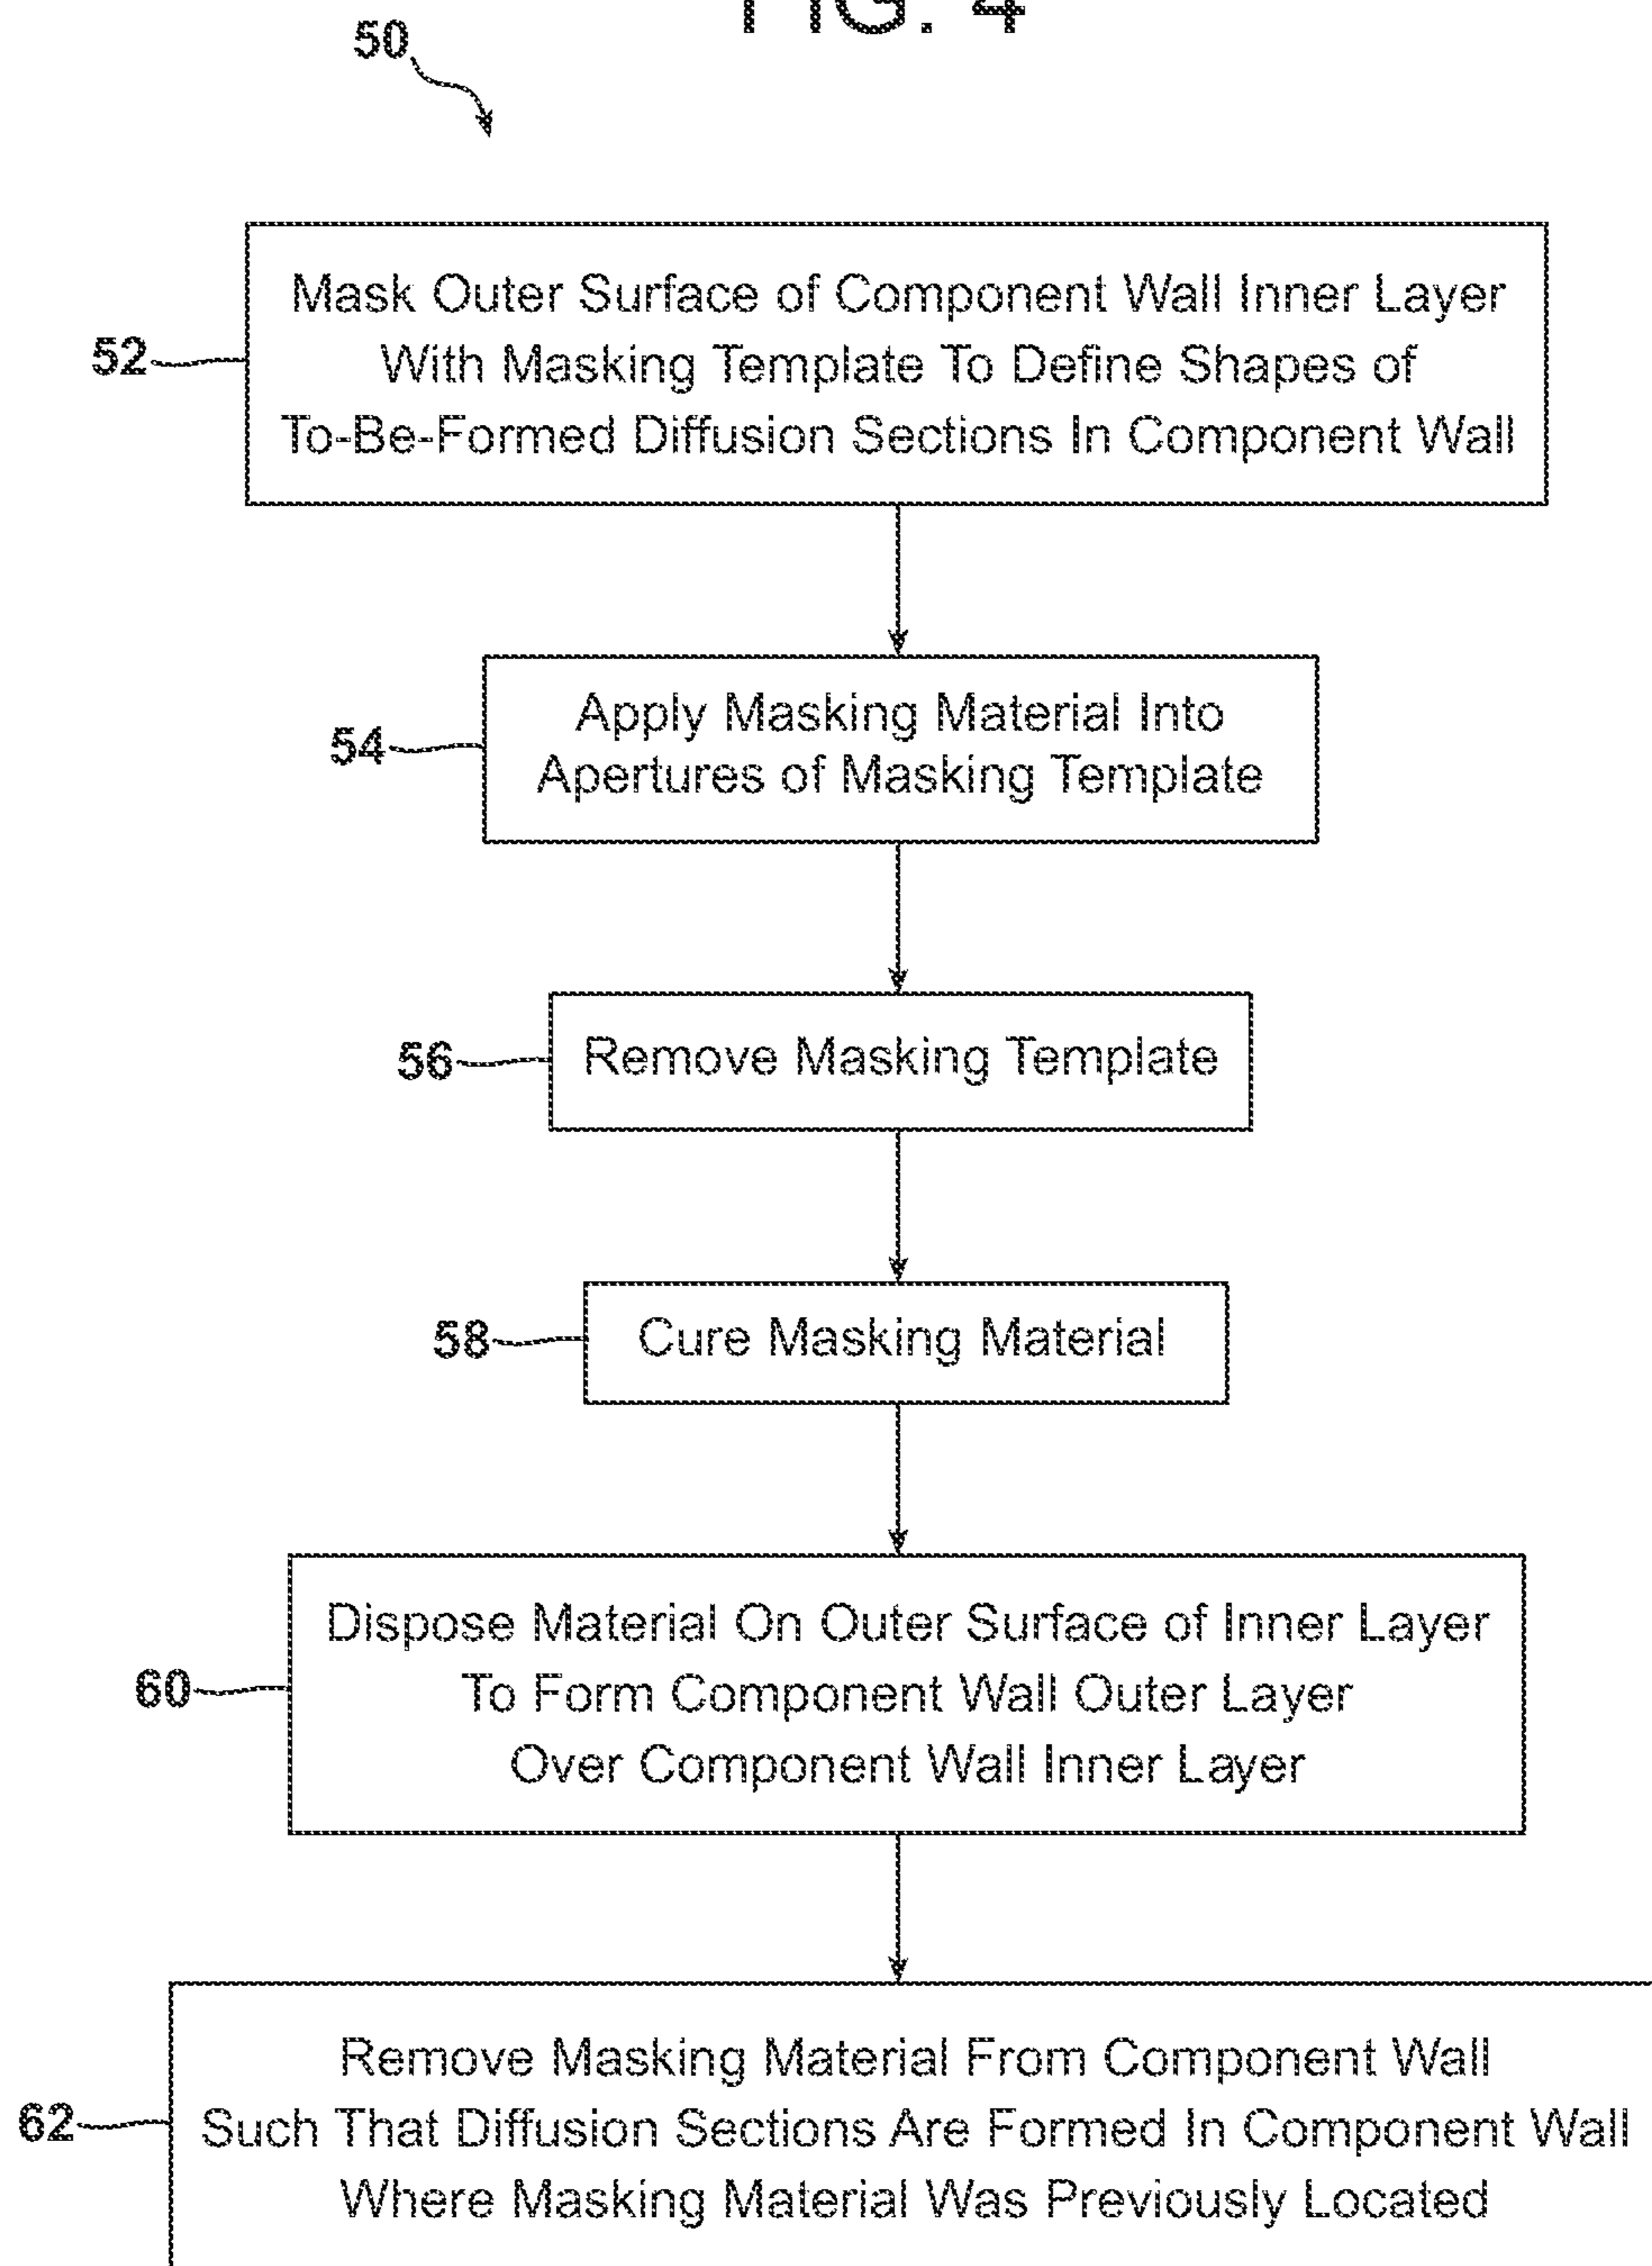 FIG. 4
50
52
Mask Outer Surface of Component Wall Inner Layer
With Masking Template To Define Shapes of
To-Be-Formed Diffusion Sections In Component Wall
54
Apply Masking Material Into
Apertures of Masking Template
56
Remove Masking Template
58
Cure Masking Material
60
Dispose Material On Outer Surface of Inner Layer
To Form Component Wall Outer Layer
Over Component Wall Inner Layer
62
Remove Masking Material From Component Wall
Such That Diffusion Sections Are Formed In Component Wall
Where Masking Material Was Previously Located